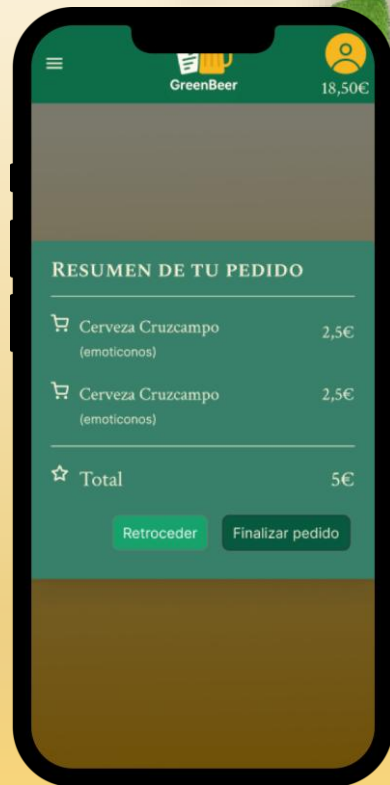 GreenBeer
18,50€
RESUMEN DE TU PEDIDO
Cerveza Cruzcampo 2,5€
(emoticonos)
Cerveza Cruzcampo 2,5€
(emoticonos)
Total 5€
Retroceder Finalizar pedido